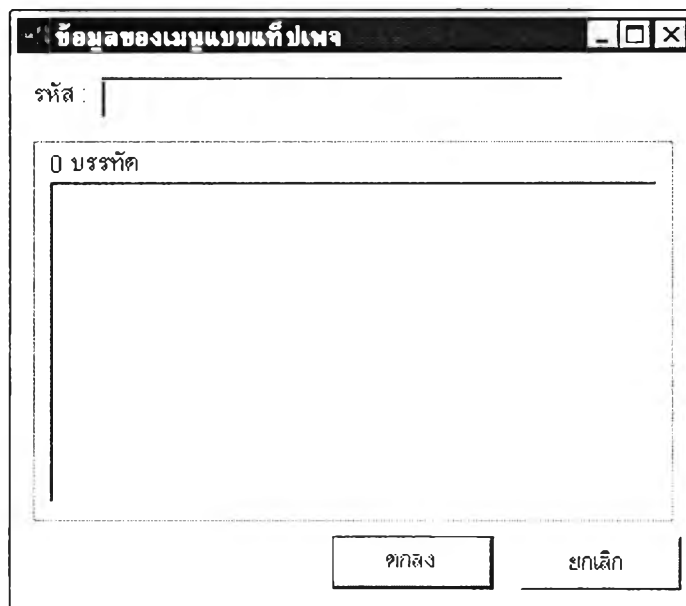 ข้อมูลของเมนูแบบแท็ปเพจ
รหัส :
0 บรรทัด
ตกลง
ยกเลิก